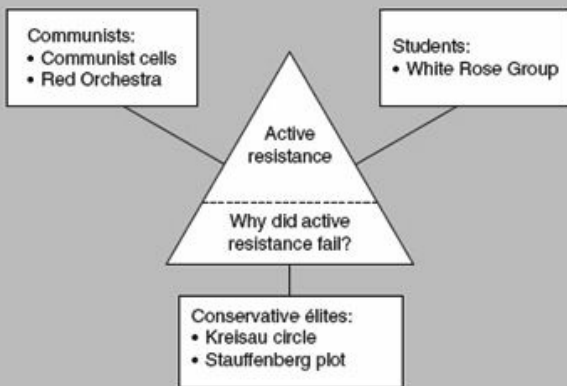 Communists:
• Communist cells
• Red Orchestra
Students:
• White Rose Group
Active
resistance
Why did active
resistance fail?
Conservative élites:
• Kreisau circle
• Stauffenberg plot